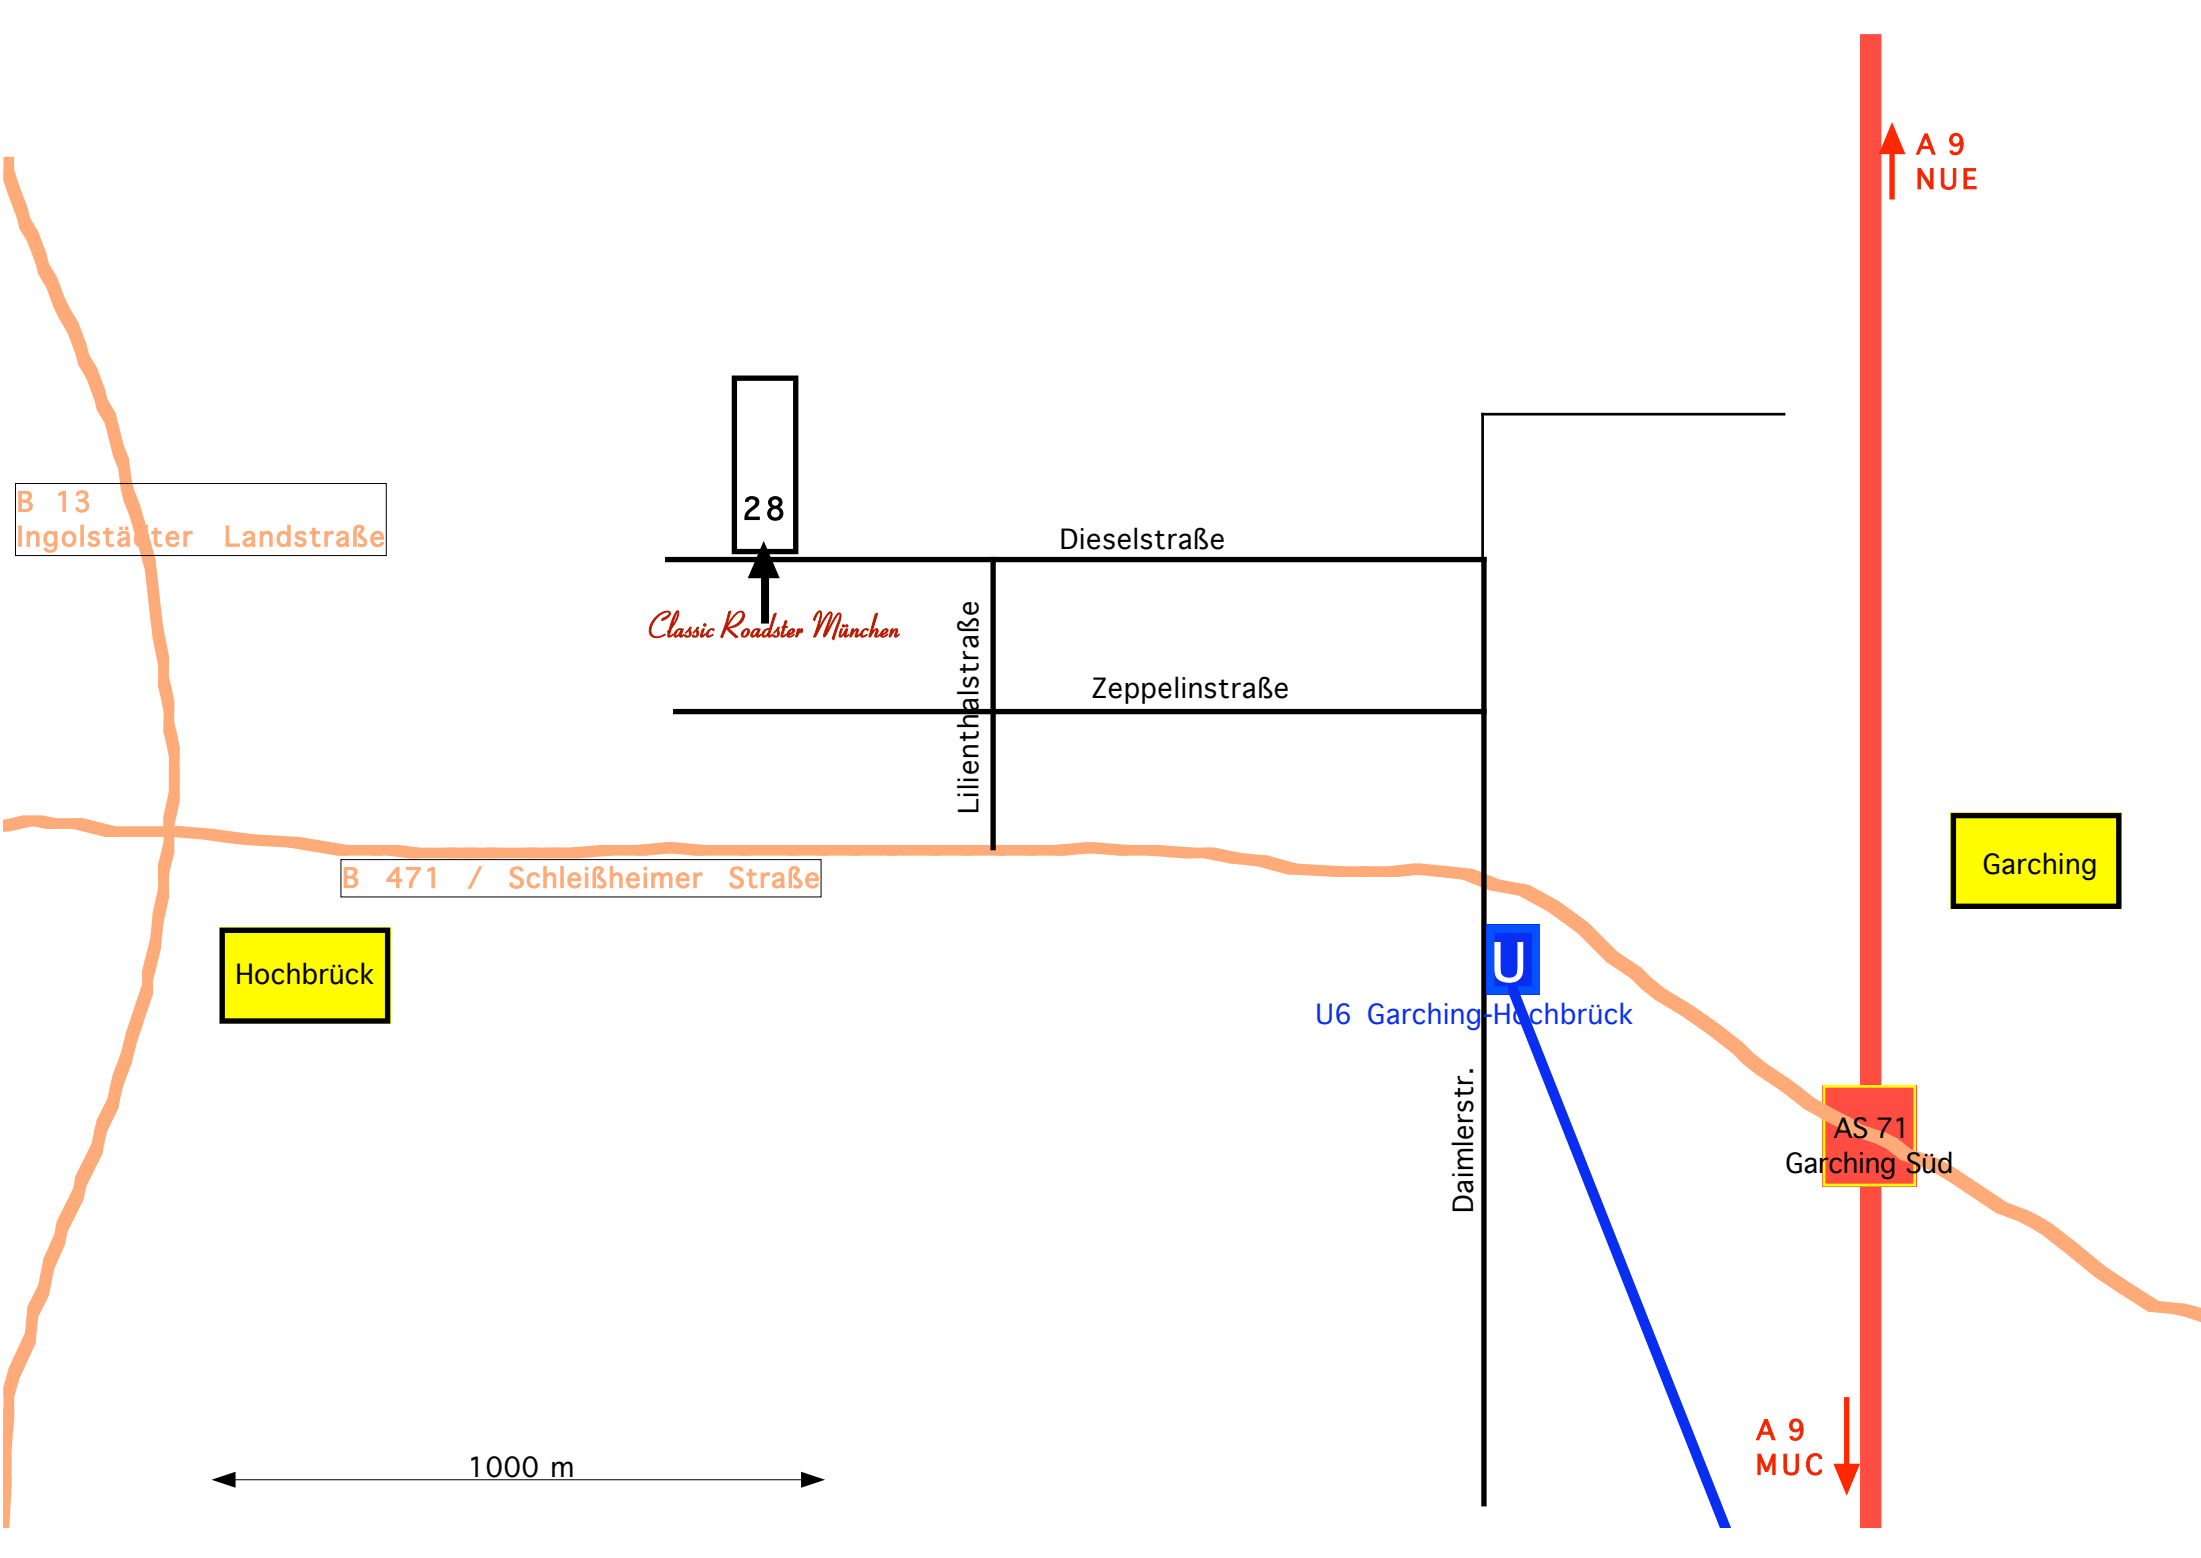 A 9
NUE
B 13
Ingolstädter Landstraße
28
Dieselstraße
Classic Roadster München
Lilienthalstraße
Zeppelinstraße
B 471 / Schleißheimer Straße
Garching
Hochbrück
U
U6 Garching-Hochbrück
Daimlerstr.
AS 71
Garching Süd
A 9
MUC
1000 m